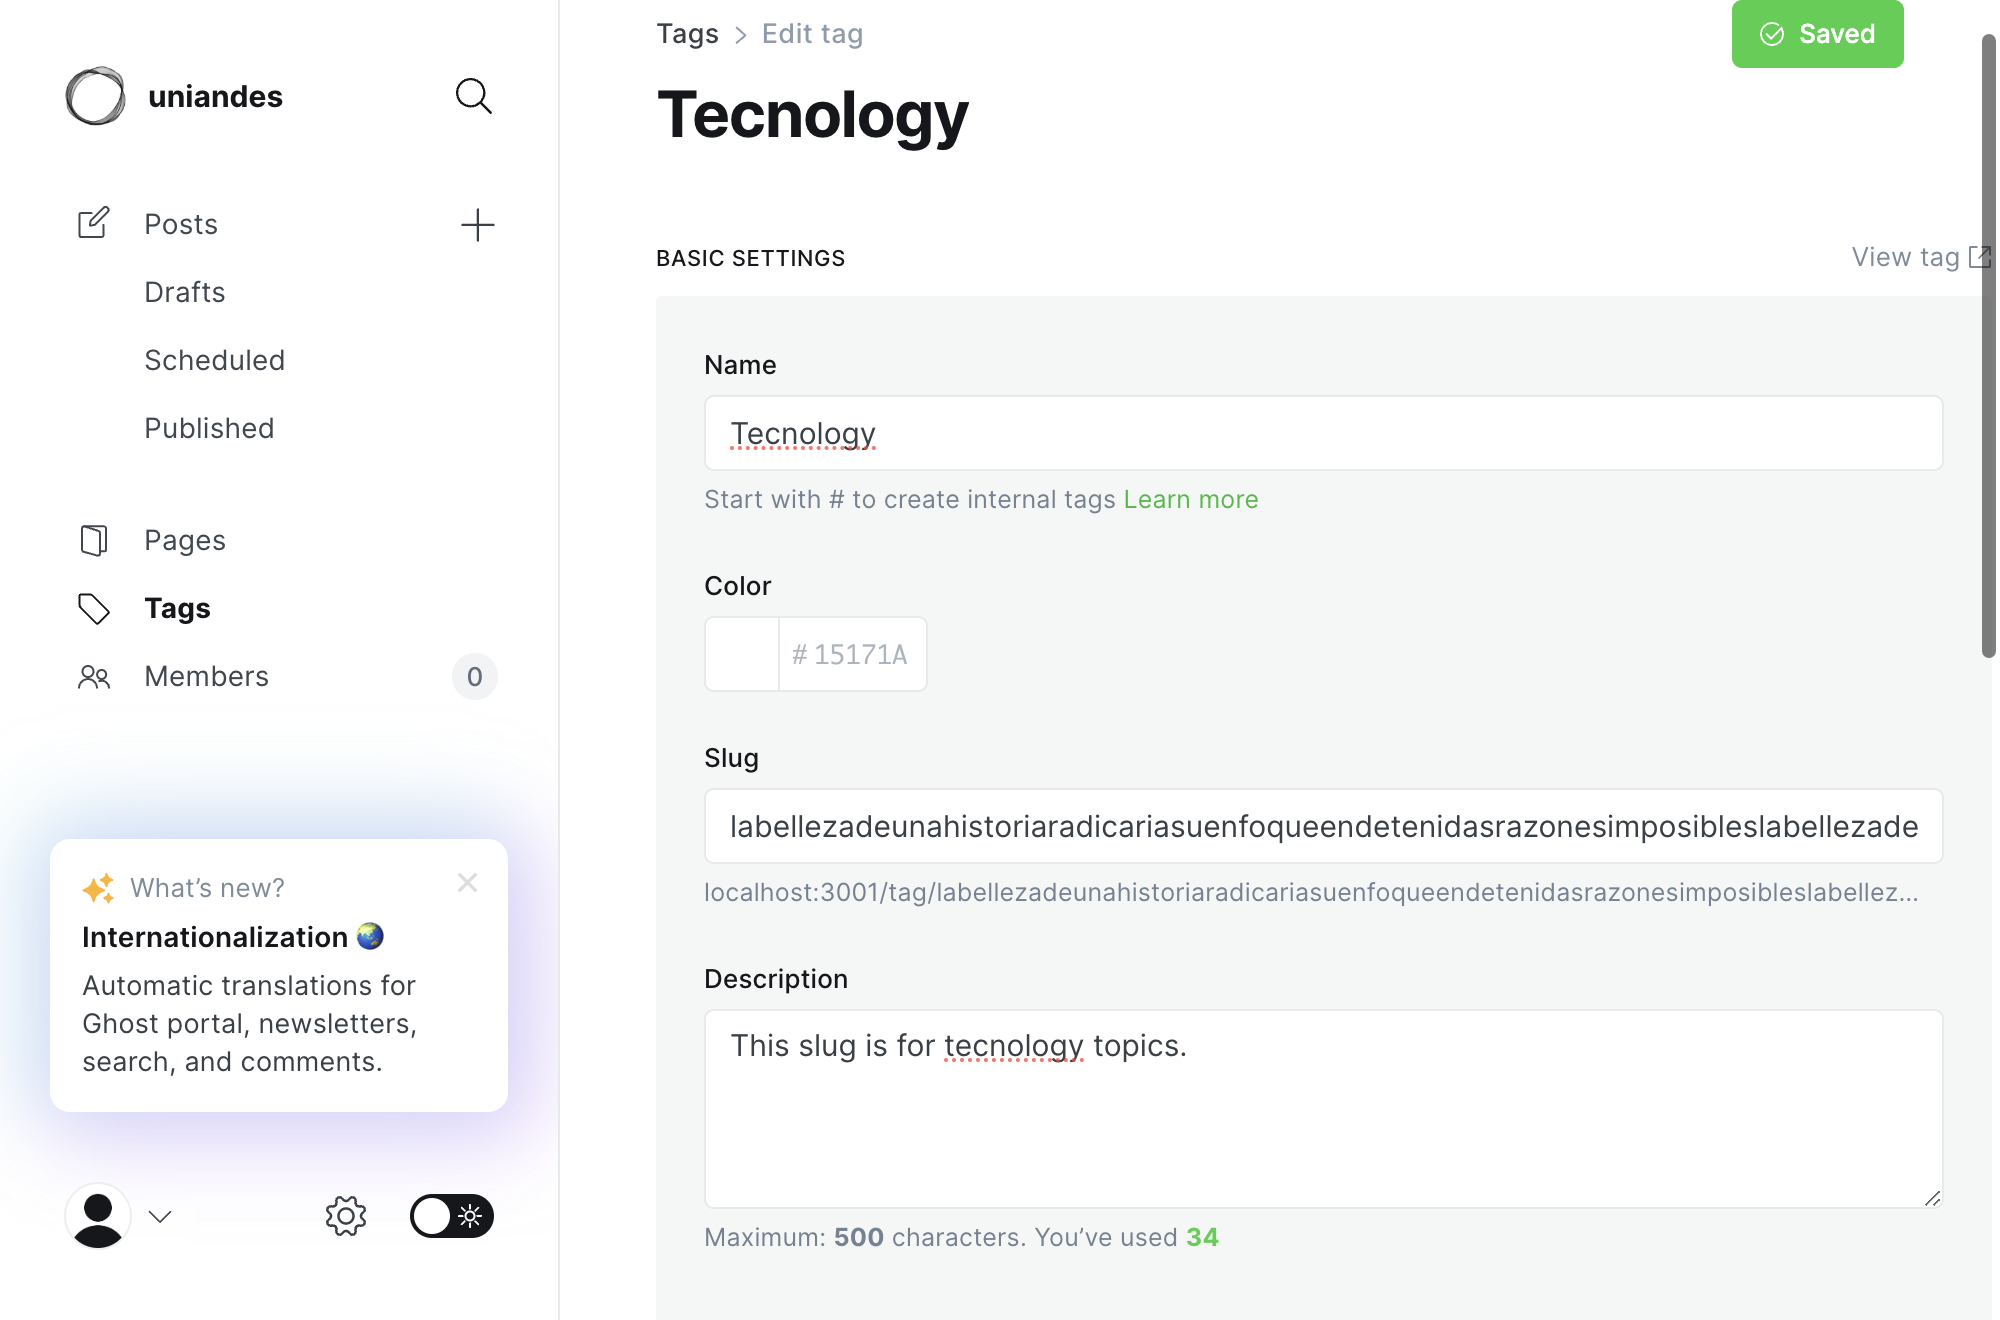 uniandes
Posts
Drafts
Scheduled
Published
Pages
Tags
Members 0
What's new?
Internationalization
Automatic translations for
Ghost portal, newsletters,
search, and comments.
Tags > Edit tag
Saved
Tecnology
BASIC SETTINGS
View tag
Name
Tecnology
Start with # to create internal tags Learn more
Color
# 15171A
Slug
labellezadeunahistoriaradicariasuenfoqueendetenidasrazonesimposibleslabellezade
localhost:3001/tag/labellezadeunahistoriaradicariasuenfoqueendetenidasrazonesimposibleslabellez...
Description
This slug is for tecnology topics.
Maximum: 500 characters. You've used 34